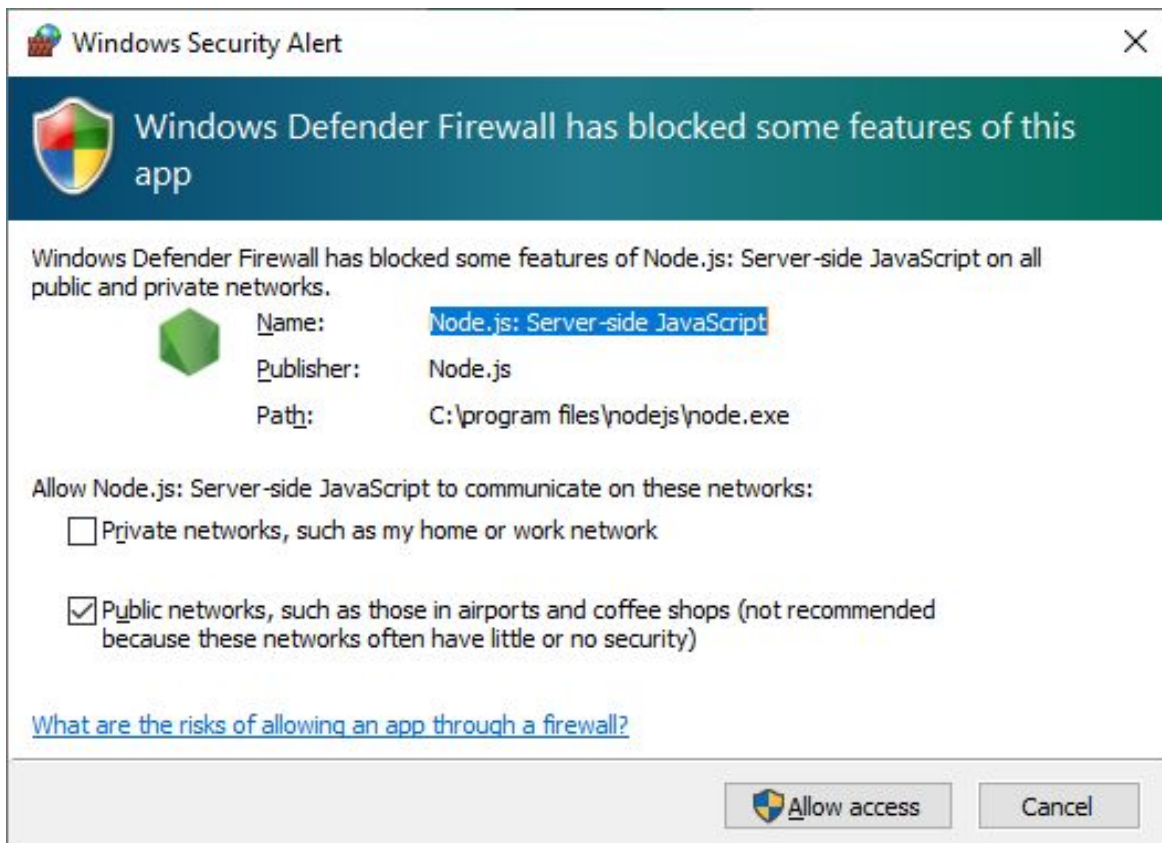 Windows Security Alert
Windows Defender Firewall has blocked some features of this
app
Windows Defender Firewall has blocked some features of Node.js: Server-side JavaScript on all
public and private networks.
Name: Node.js: Server-side JavaScript
Publisher: Node.js
Path: C:\program files\nodejs\node.exe
Allow Node.js: Server-side JavaScript to communicate on these networks:
Private networks, such as my home or work network
Public networks, such as those in airports and coffee shops (not recommended
because these networks often have little or no security)
What are the risks of allowing an app through a firewall?
Allow access Cancel